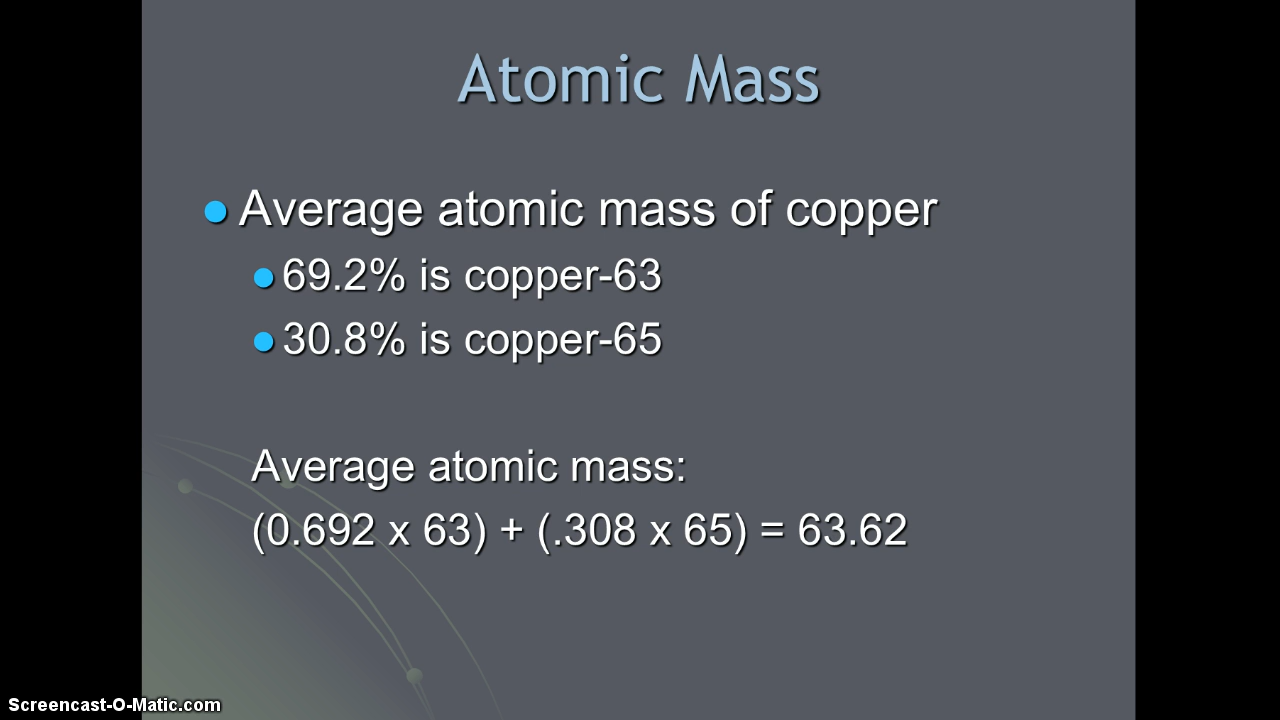 Atomic Mass
Average atomic mass of copper
69.2% is copper-63
30.8% is copper-65
Average atomic mass:
(0.692 x 63) + (.308 x 65) = 63.62
Screencast-O-Matic.com